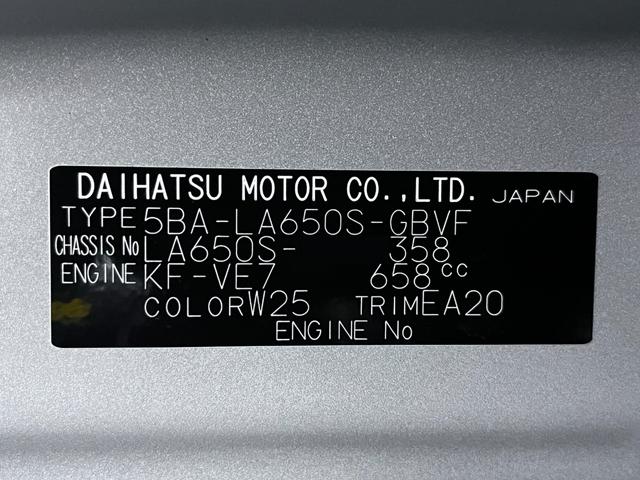 DAIHATSU MOTOR CO.,LTD. JAPAN
TYPE 5BA-LA650S-GBVF
CHASSIS No LA650S- 358
ENGINE KF-VE7 658cc
COLOR W25 TRIM EA20
ENGINE No